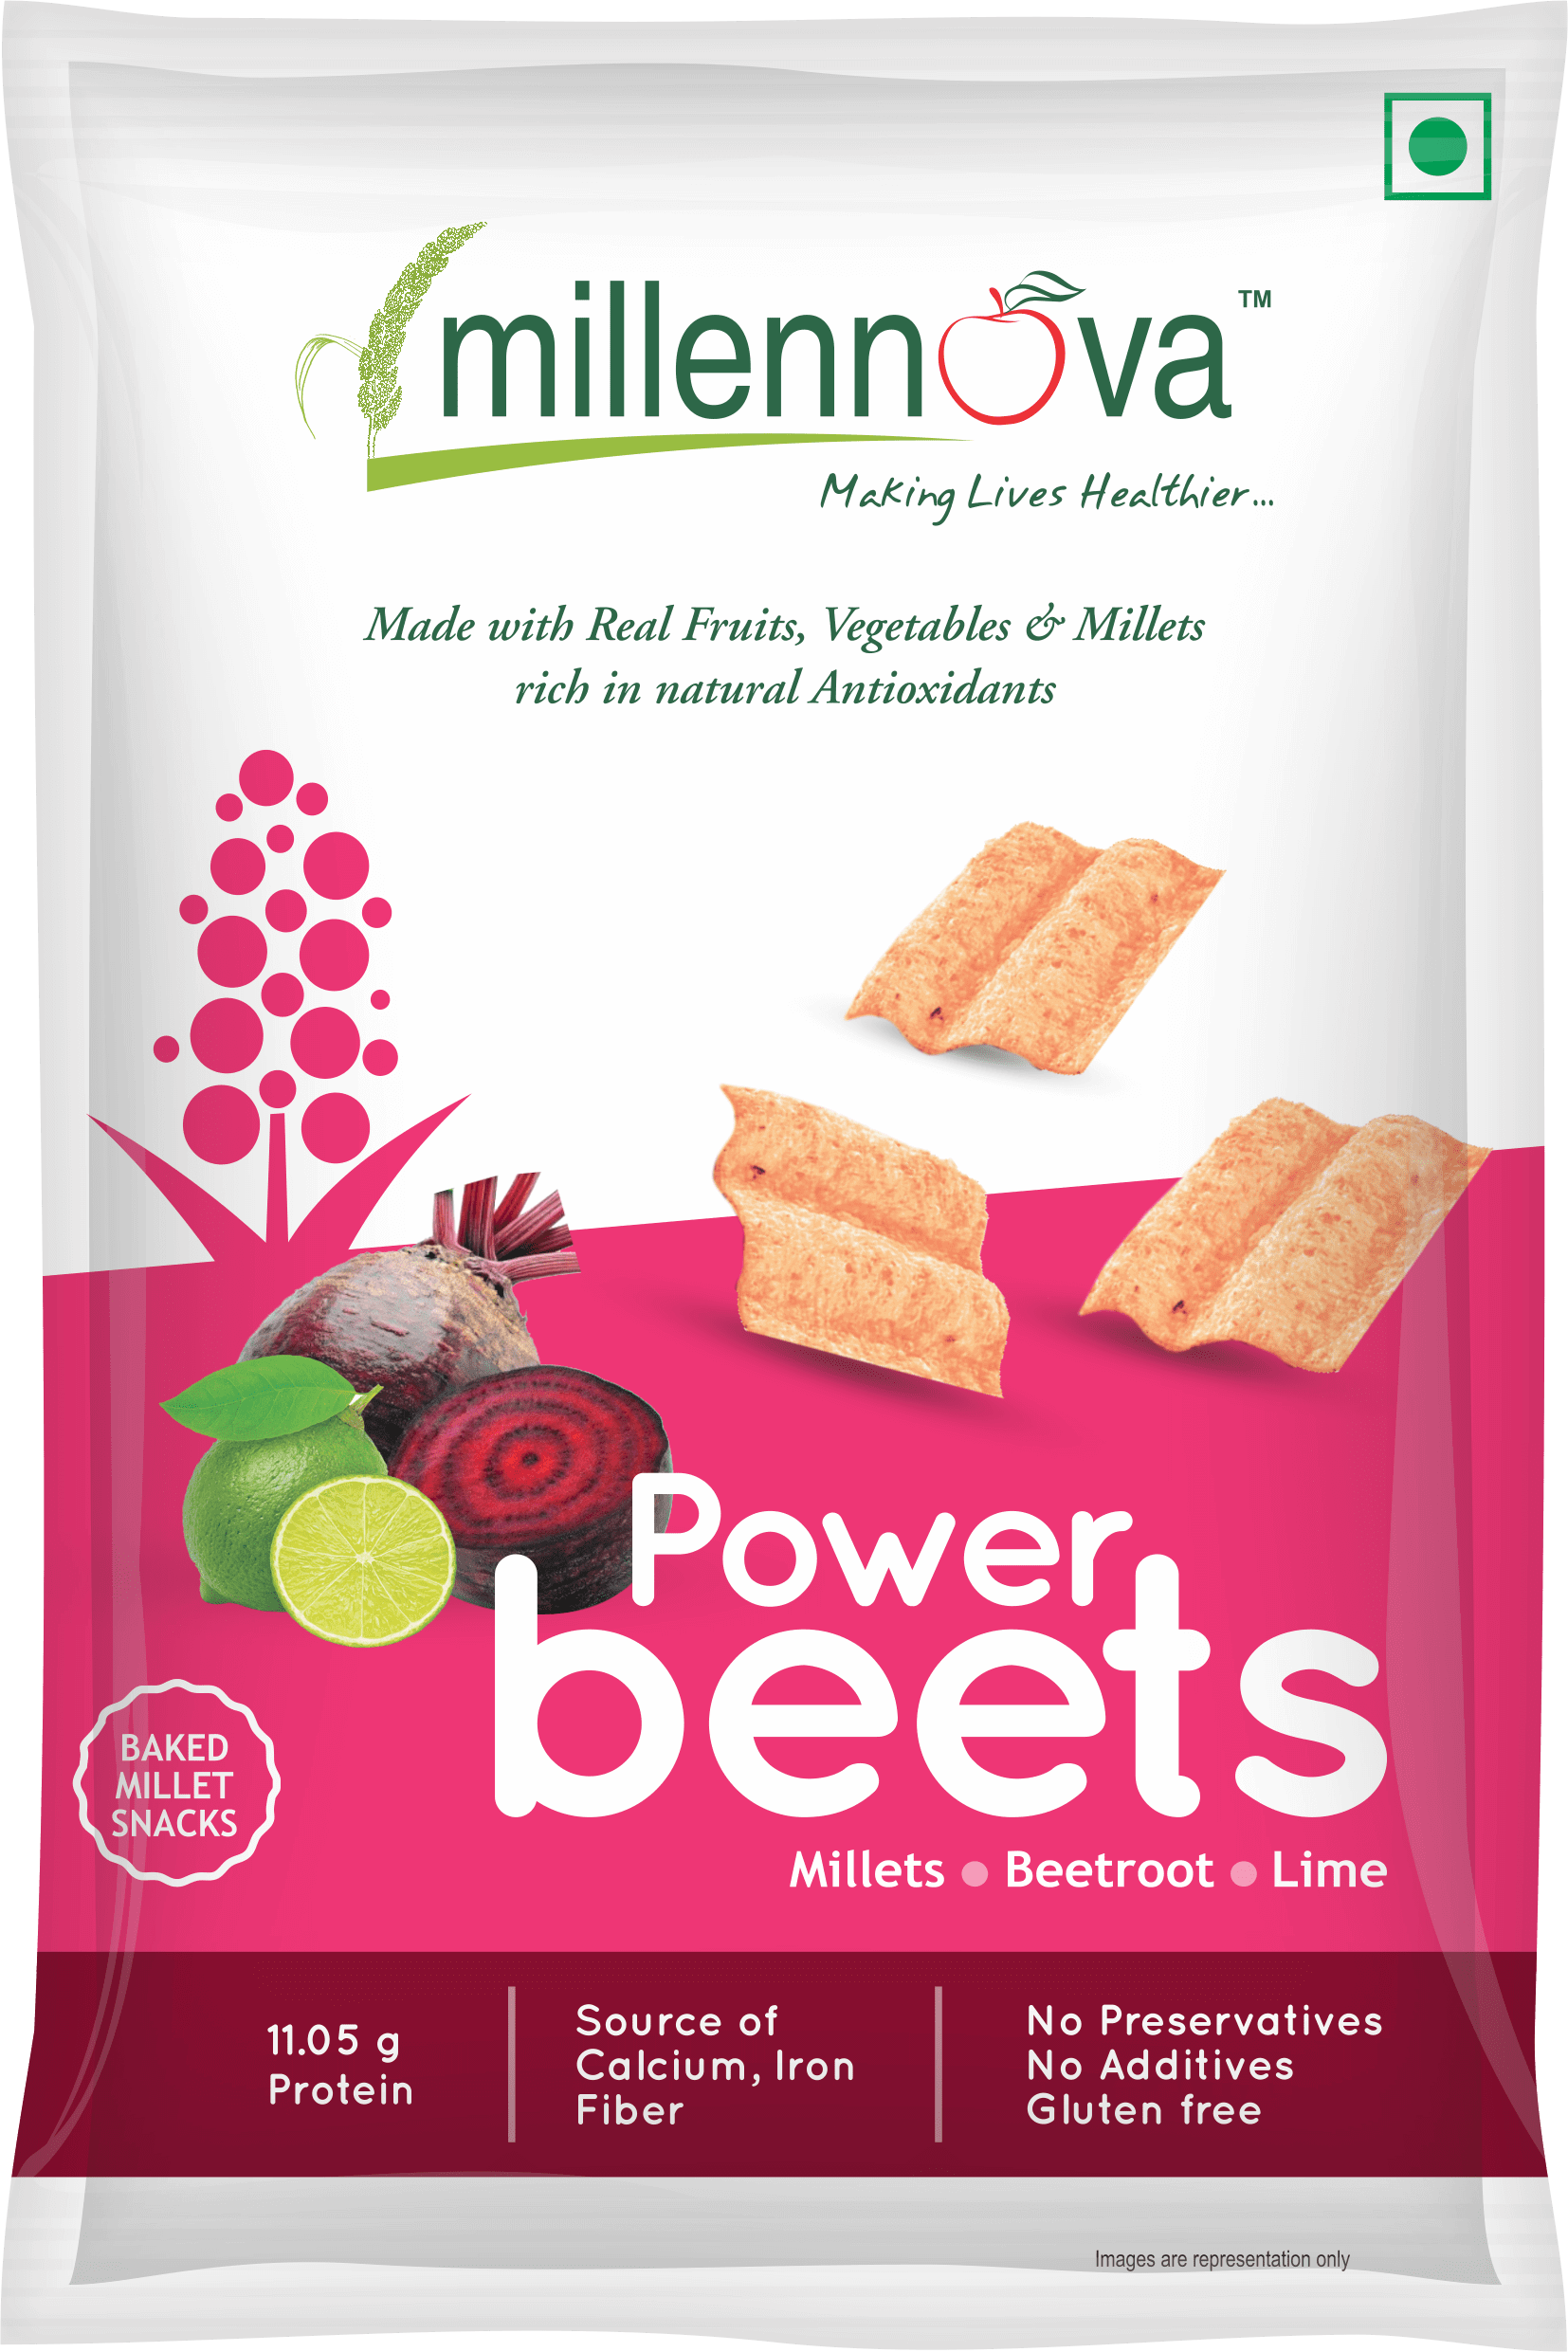 millennova™
Making Lives Healthier...
Made with Real Fruits, Vegetables & Millets
rich in natural Antioxidants
Power
beets
Millets • Beetroot • Lime
BAKED
MILLET
SNACKS
11.05 g
Protein
Source of
Calcium, Iron
Fiber
No Preservatives
No Additives
Gluten free
Images are representation only